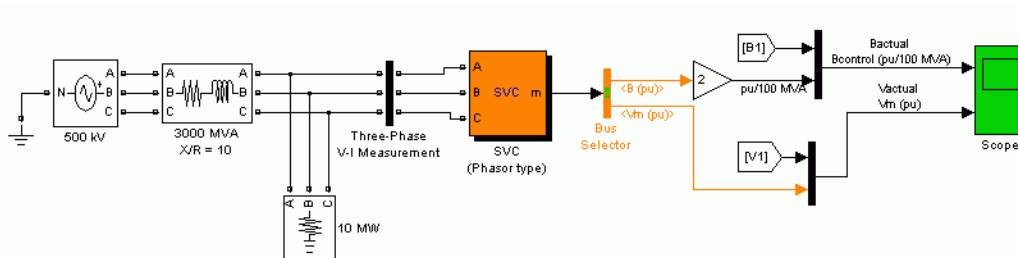 N
A
B
C
500 kV
A
B
C
A
B
C
3000 MVA
X/R = 10
A
B
C
10 MW
Three-Phase
V-I Measurement
A
B
C
SVC
m
SVC
(Phasor type)
<B (pu)>
<Vm (pu)>
Bus
Selector
2
pu/100 MVA
[B1]
[V1]
Bactual
Bcontrol (pu/100 MVA)
Vactual
Vm (pu)
Scope